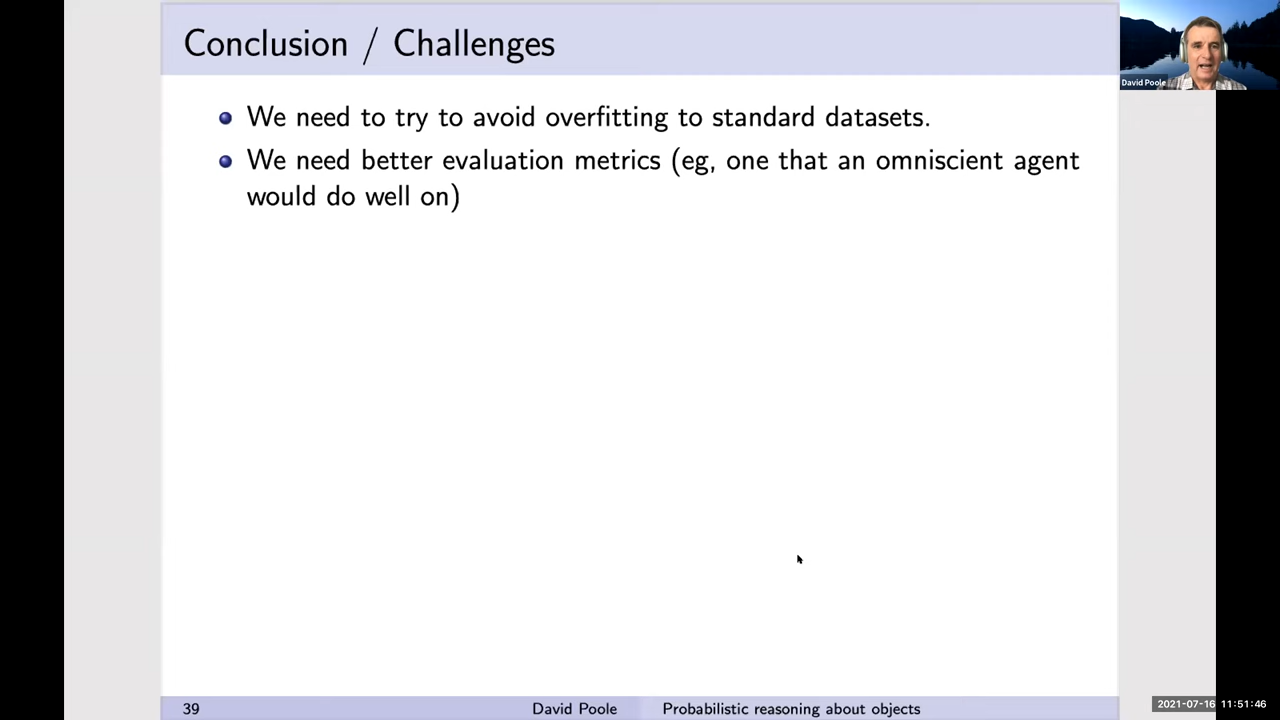 Conclusion / Challenges
David Poole
We need to try to avoid overfitting to standard datasets.
We need better evaluation metrics (eg, one that an omniscient agent
would do well on)
39
David Poole
Probabilistic reasoning about objects
2021-07-16 11:51:46